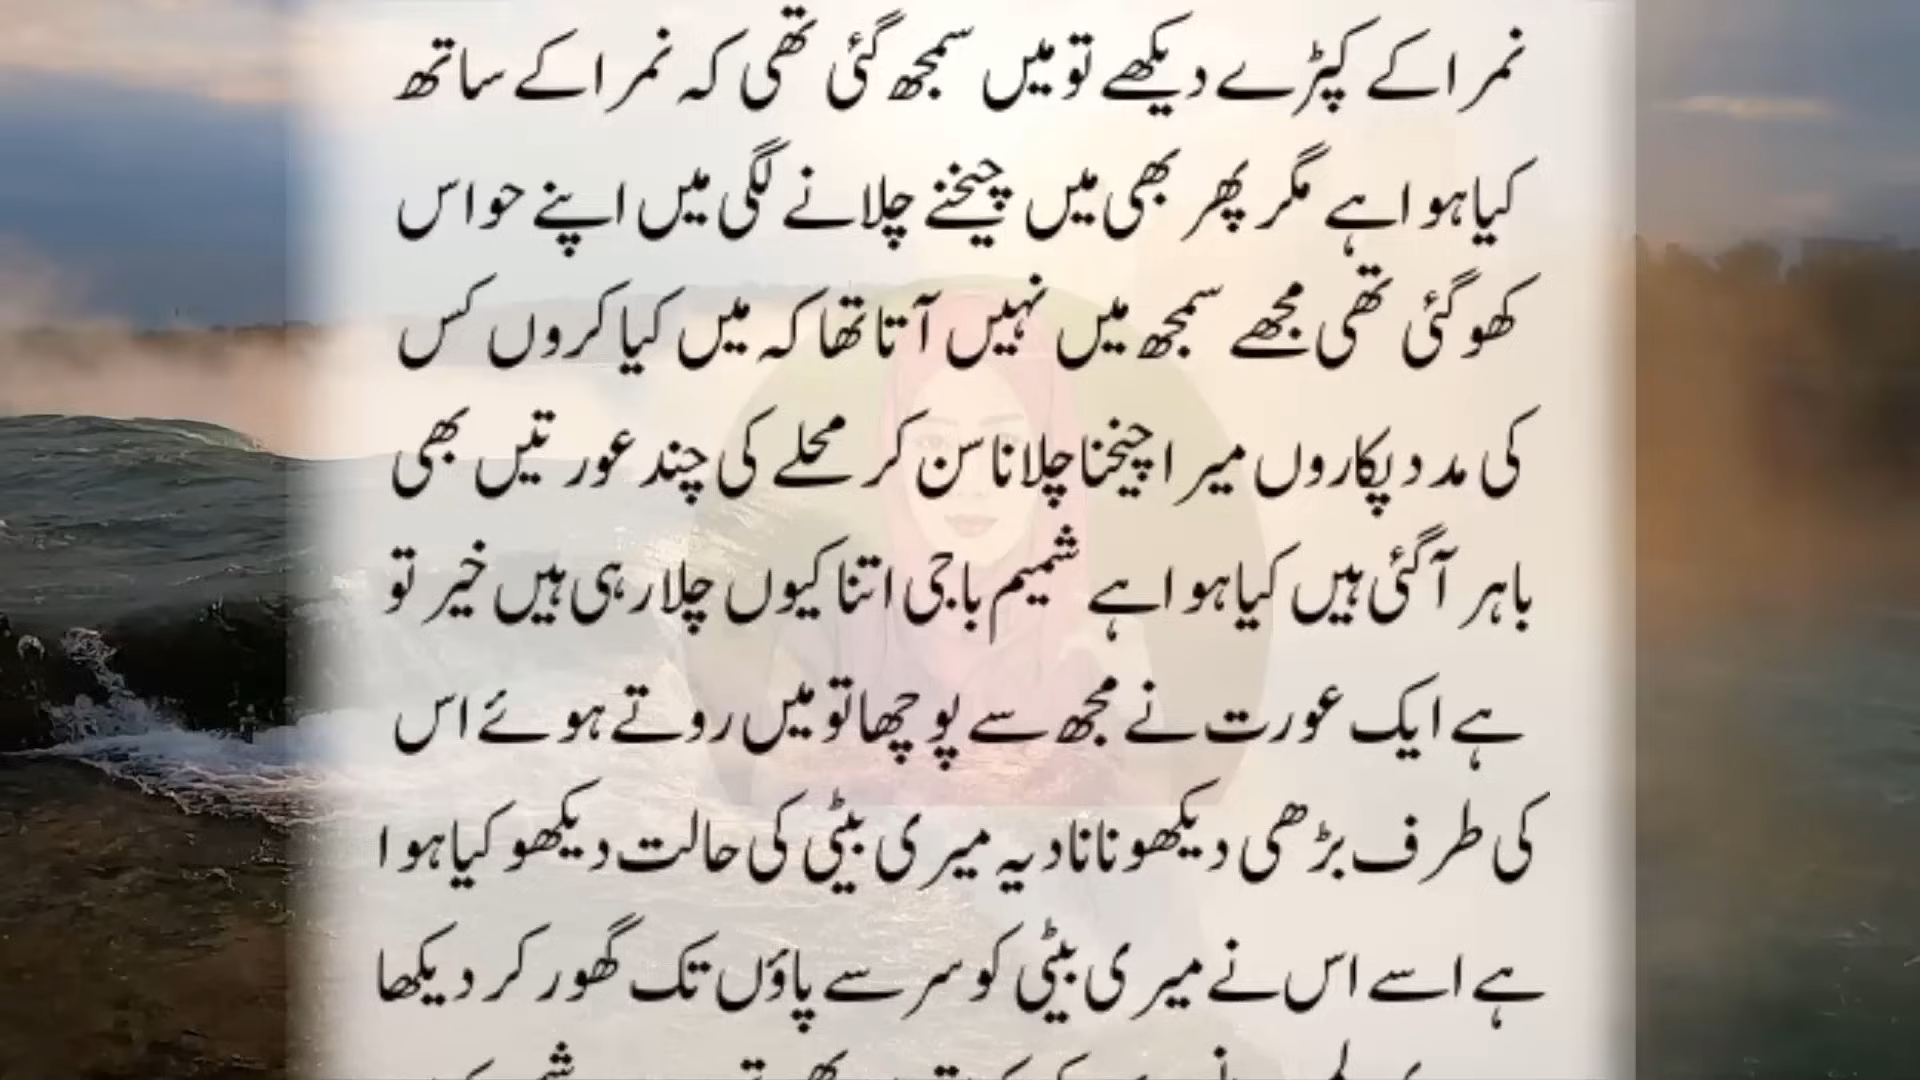 نمرا کے کپڑے دیکھے تو میں سمجھ گئی تھی کہ نمرا کے ساتھ
کیا ہوا ہے مگر پھر بھی میں چیخنے چلانے لگی میں اپنے حواس
کھو گئی تھی مجھے سمجھ میں نہیں آتا تھا کہ میں کیا کروں کس
کی مدد پکاروں میرا چیخنا چلانا سن کر محلے کی چند عورتیں بھی
باہر آگئی ہیں کیا ہوا ہے شمیم باجی اتنا کیوں چلا رہی ہیں خیر تو
ہے ایک عورت نے مجھ سے پوچھا تو میں روتے ہوئے اس
کی طرف بڑھی دیکھو نا نادیہ میری بیٹی کی حالت دیکھو کیا ہوا
ہے اسے اس نے میری بیٹی کو سر سے پاؤں تک گھور کر دیکھا